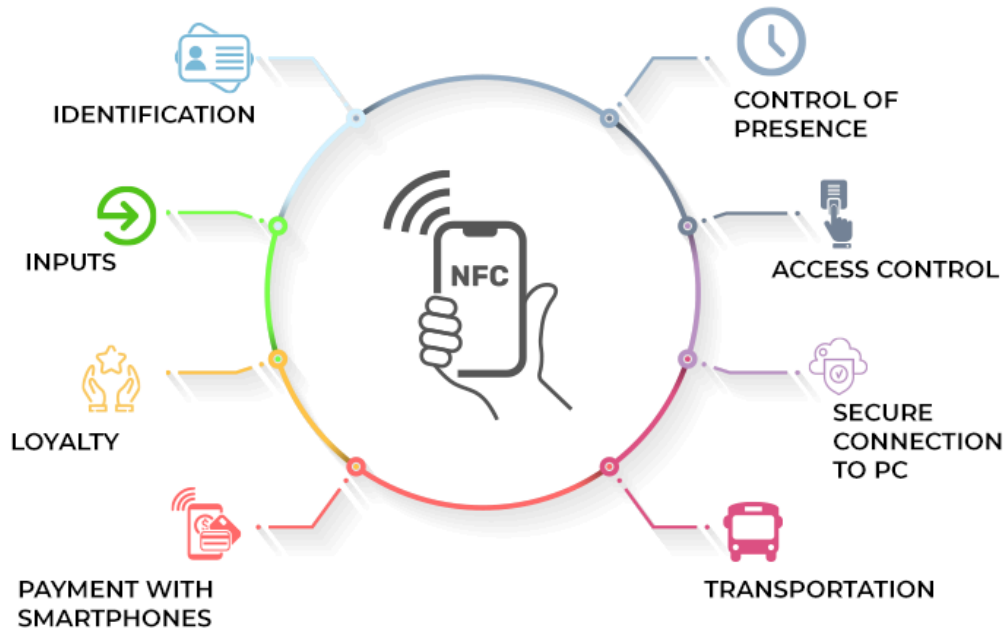 IDENTIFICATION
CONTROL OF
PRESENCE
INPUTS
ACCESS CONTROL
NFC
LOYALTY
SECURE
CONNECTION
TO PC
PAYMENT WITH
SMARTPHONES
TRANSPORTATION